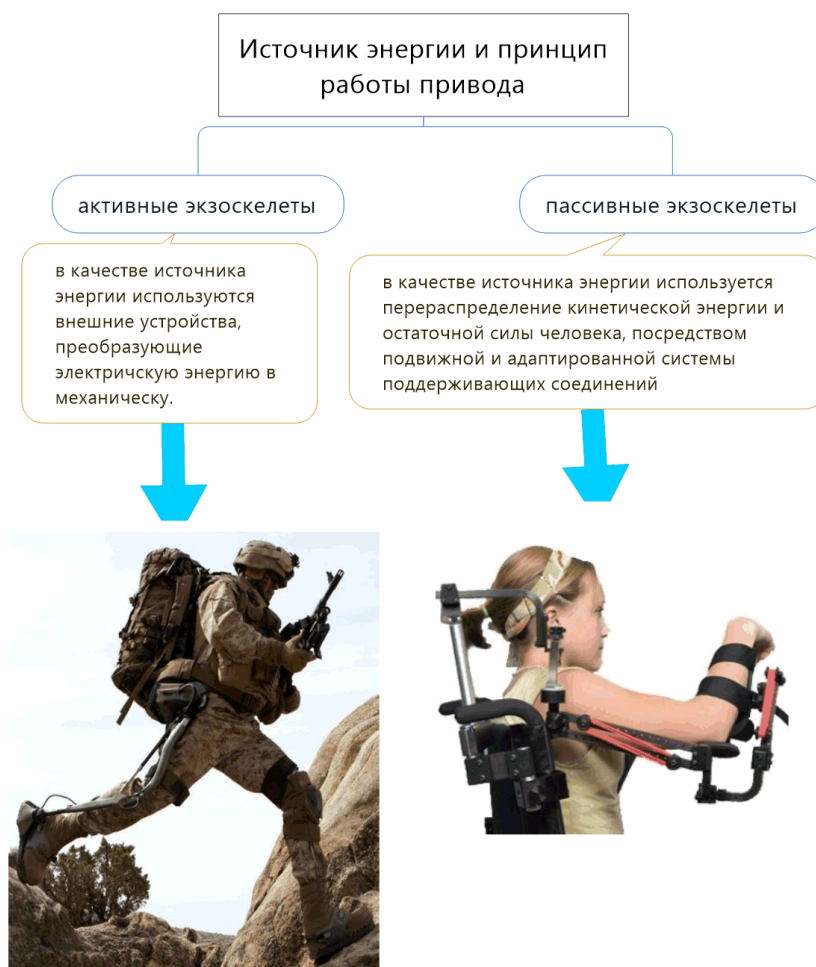 Источник энергии и принцип
работы привода
активные экзоскелеты
пассивные экзоскелеты
в качестве источника
энергии используются
внешние устройства,
преобразующие
электричскую энергию в
механическу.
в качестве источника энергии используется
перераспределение кинетической энергии и
остаточной силы человека, посредством
подвижной и адаптированной системы
поддерживающих соединений